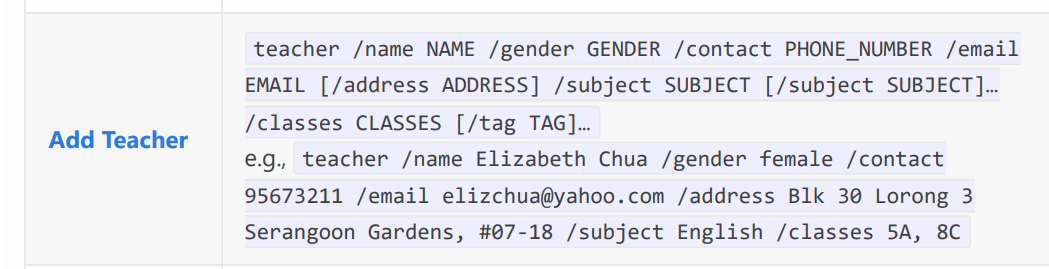 Add Teacher
teacher /name NAME /gender GENDER /contact PHONE_NUMBER /email
EMAIL [/address ADDRESS] /subject SUBJECT [/subject SUBJECT]…
/classes CLASSES [/tag TAG]…
e.g., teacher /name Elizabeth Chua /gender female /contact
95673211 /email elizchua@yahoo.com /address Blk 30 Lorong 3
Serangoon Gardens, #07-18 /subject English /classes 5A, 8C